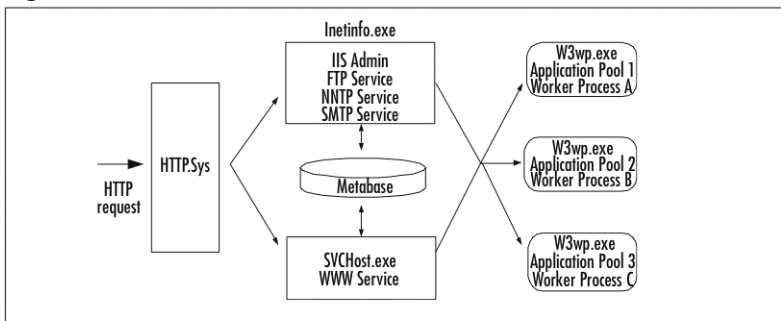 HTTP
request
HTTP.Sys
Inetinfo.exe
IIS Admin
FTP Service
NNTP Service
SMTP Service
Metabase
SVCHost.exe
WWW Service
W3wp.exe
Application Pool 1
Worker Process A
W3wp.exe
Application Pool 2
Worker Process B
W3wp.exe
Application Pool 3
Worker Process C